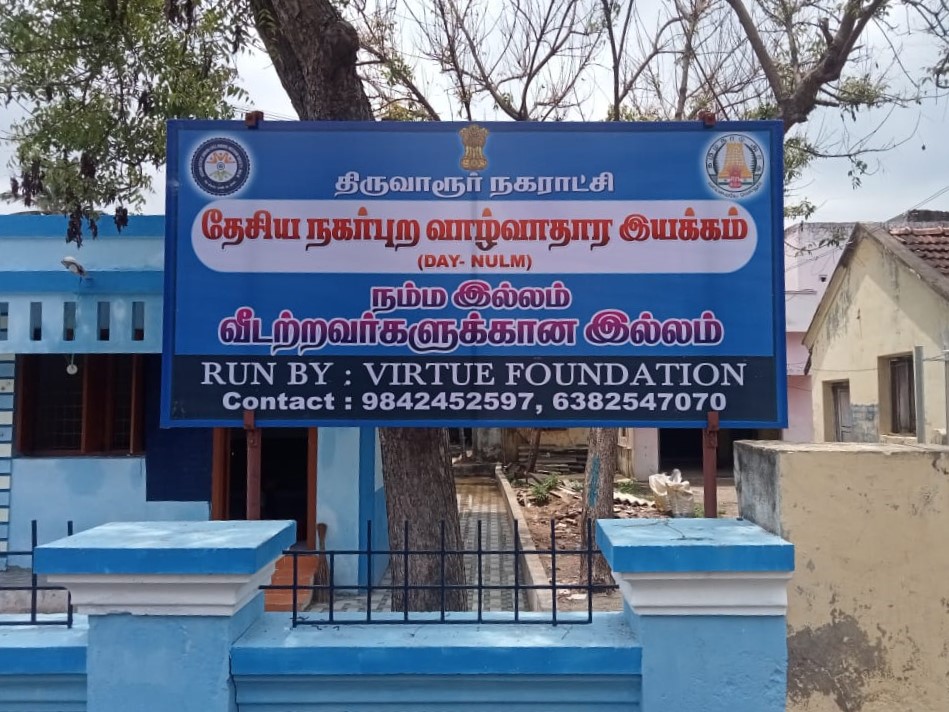 திருவாரூர் நகராட்சி
தேசிய நகர்புற வாழ்வாதார இயக்கம்
(DAY- NULM)
நம்ம இல்லம்
வீடற்றவர்களுக்கான இல்லம்
RUN BY : VIRTUE FOUNDATION
Contact : 9842452597, 6382547070